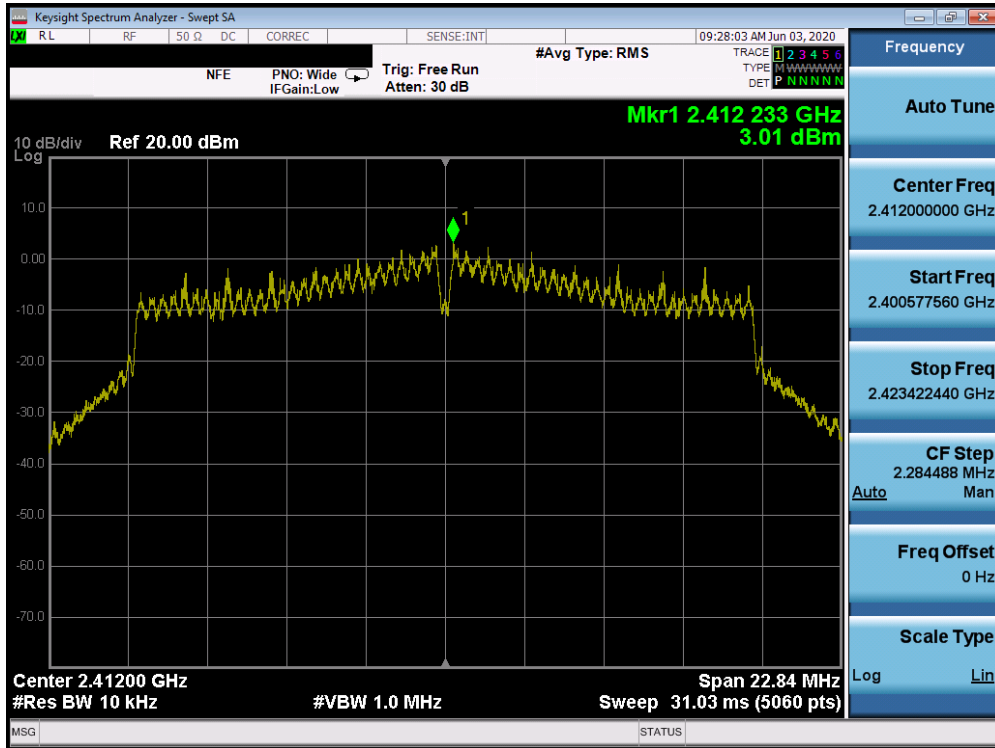 Keysight Spectrum Analyzer - Swept SA
LXI RL RF 50 Ω DC CORREC SENSE:INT 09:28:03 AM Jun 03, 2020
#Avg Type: RMS
TRACE 1 2 3 4 5 6
TYPE M W W W W W
DET P N N N N N
NFE
PNO: Wide
IFGain:Low
Trig: Free Run
Atten: 30 dB
Mkr1 2.412 233 GHz
3.01 dBm
10 dB/div Ref 20.00 dBm
Log
10.0
1
0.00
-10.0
-20.0
-30.0
-40.0
-50.0
-60.0
-70.0
Center 2.41200 GHz Span 22.84 MHz
#Res BW 10 kHz #VBW 1.0 MHz Sweep 31.03 ms (5060 pts)
MSG STATUS
Frequency
Auto Tune
Center Freq
2.412000000 GHz
Start Freq
2.400577560 GHz
Stop Freq
2.423422440 GHz
CF Step
2.284488 MHz
Auto Man
Freq Offset
0 Hz
Scale Type
Log Lin